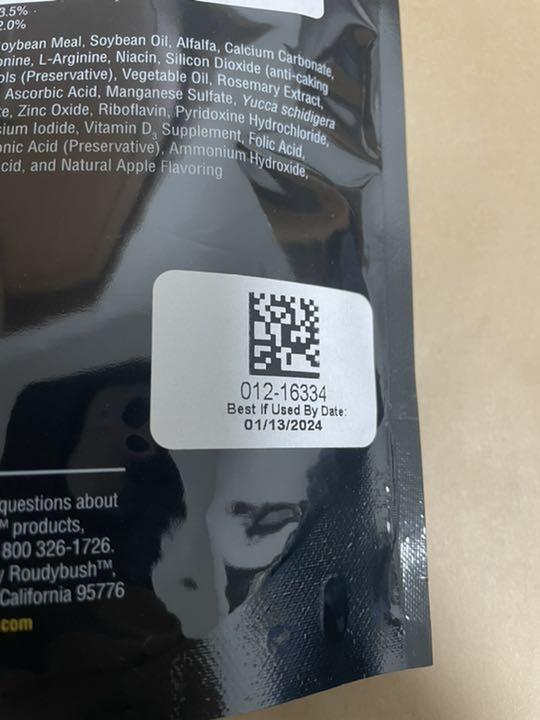 3.5%
2.0%
oybean Meal, Soybean Oil, Alfalfa, Calcium Carbonate,
onine, L-Arginine, Niacin, Silicon Dioxide (anti-caking
ols (Preservative), Vegetable Oil, Rosemary Extract,
Ascorbic Acid, Manganese Sulfate, Yucca schidigera
te, Zinc Oxide, Riboflavin, Pyridoxine Hydrochloride,
sium Iodide, Vitamin D3 Supplement, Folic Acid,
onic Acid (Preservative), Ammonium Hydroxide,
cid, and Natural Apple Flavoring
012-16334
Best If Used By Date:
01/13/2024
questions about
™ products,
800 326-1726.
y Roudybush™,
California 95776
com